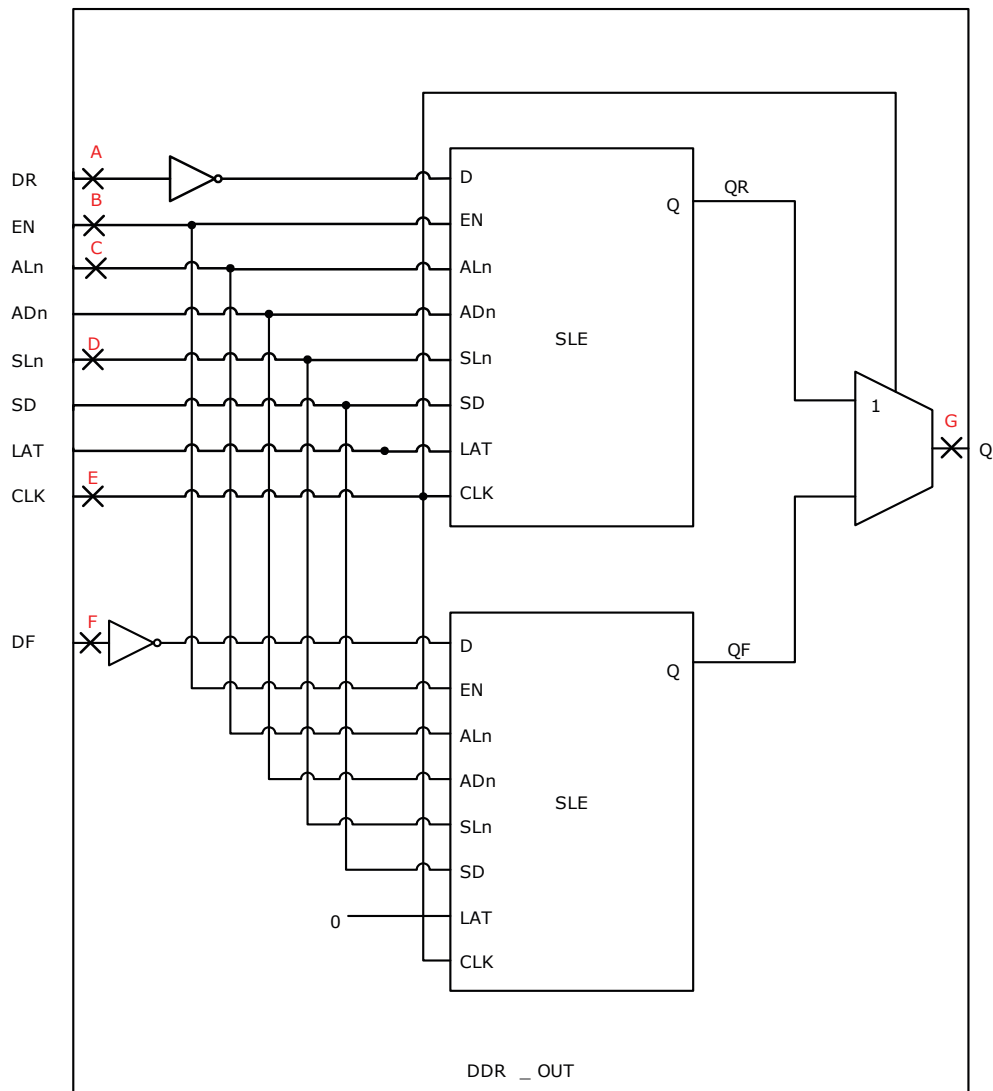 A
DR
B
EN
C
ALn
ADn
D
SLn
SD
LAT
E
CLK
D
EN
ALn
ADn
SLn
SD
LAT
CLK
SLE
Q
QR
1
G
Q
F
DF
D
EN
ALn
ADn
SLn
SD
0
LAT
CLK
SLE
Q
QF
DDR _ OUT